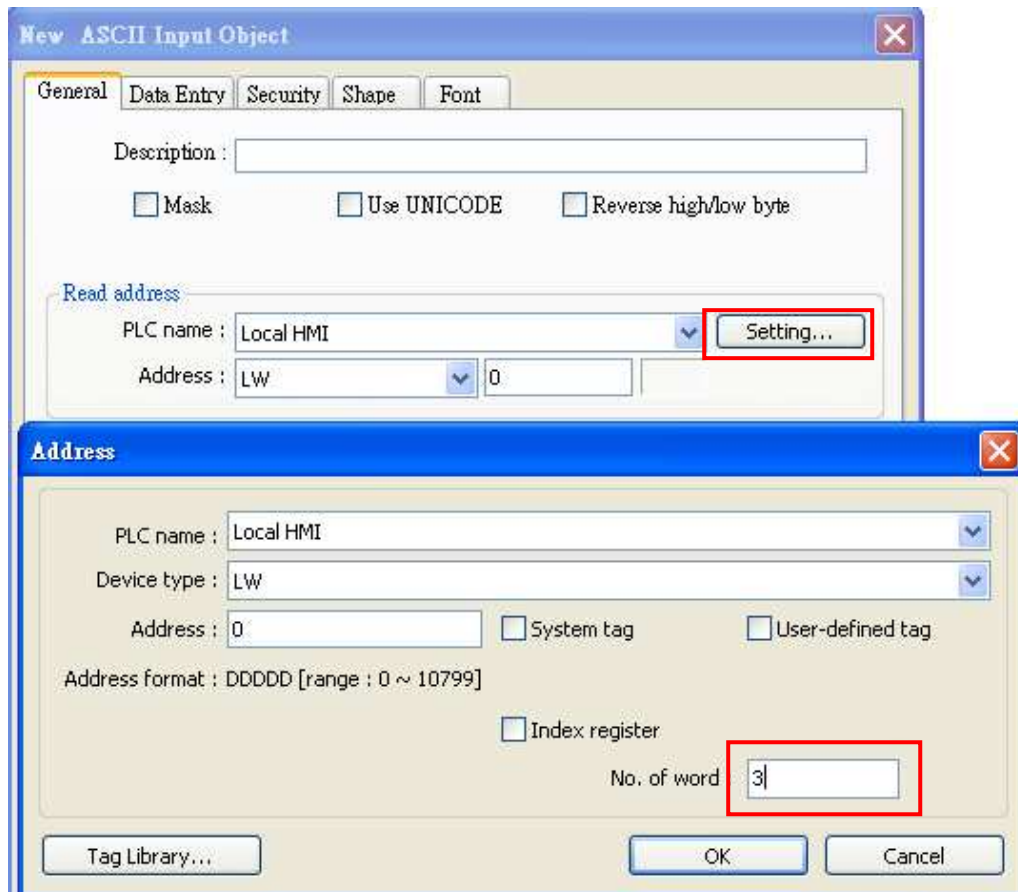 New ASCII Input Object
General Data Entry Security Shape Font
Description :
Mask Use UNICODE Reverse high/low byte
Read address
PLC name : Local HMI Setting...
Address : LW 0
Address
PLC name : Local HMI
Device type : LW
Address : 0 System tag User-defined tag
Address format : DDDDD [range : 0 ~ 10799]
Index register
No. of word 3
Tag Library... OK Cancel